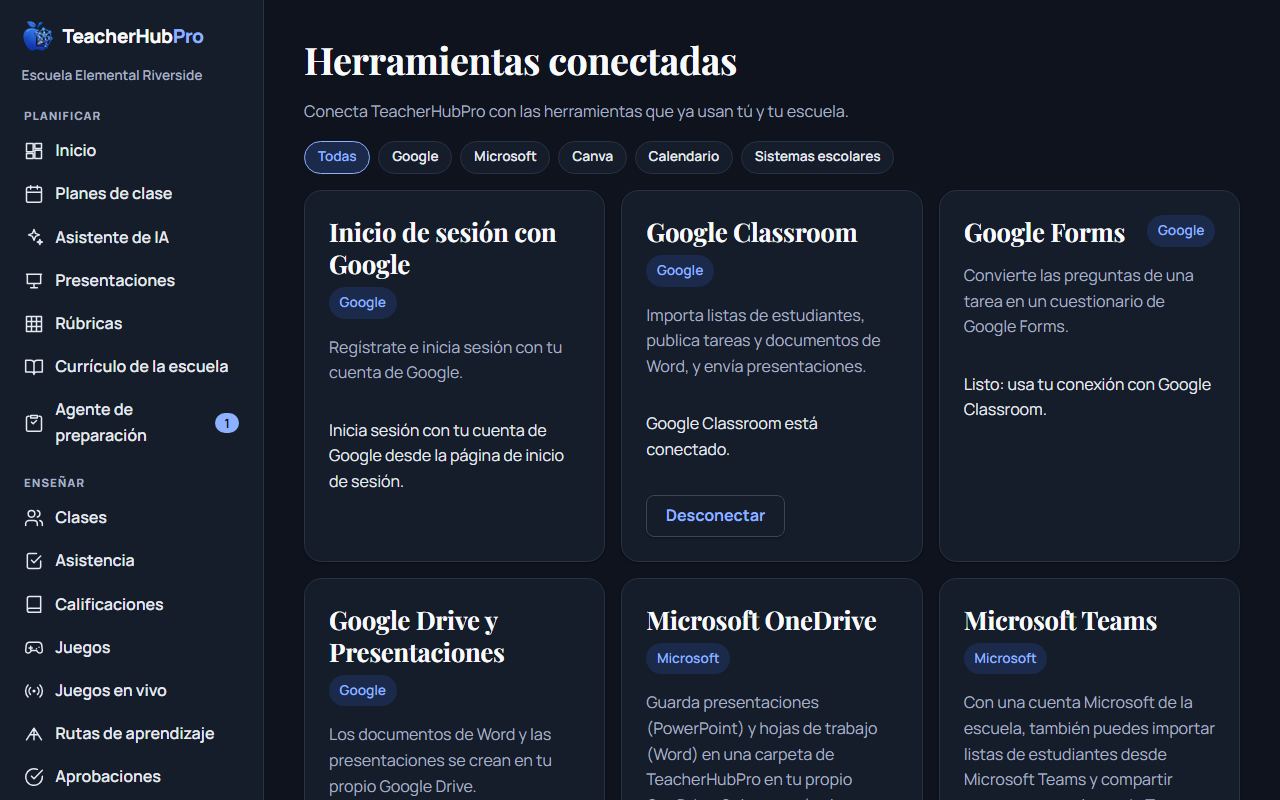 TeacherHubPro
Escuela Elemental Riverside
PLANIFICAR
Inicio
Planes de clase
Asistente de IA
Presentaciones
Rúbricas
Currículo de la escuela
Agente de
preparación
1
ENSEÑAR
Clases
Asistencia
Calificaciones
Juegos
Juegos en vivo
Rutas de aprendizaje
Aprobaciones
Herramientas conectadas
Conecta TeacherHubPro con las herramientas que ya usan tú y tu escuela.
Todas
Google
Microsoft
Canva
Calendario
Sistemas escolares
Inicio de sesión con
Google
Google
Regístrate e inicia sesión con tu
cuenta de Google.
Inicia sesión con tu cuenta de
Google desde la página de inicio
de sesión.
Google Classroom
Google
Importa listas de estudiantes,
publica tareas y documentos de
Word, y envía presentaciones.
Google Classroom está
conectado.
Desconectar
Google Forms
Google
Convierte las preguntas de una
tarea en un cuestionario de
Google Forms.
Listo: usa tu conexión con Google
Classroom.
Google Drive y
Presentaciones
Google
Los documentos de Word y las
presentaciones se crean en tu
propio Google Drive.
Microsoft OneDrive
Microsoft
Guarda presentaciones
(PowerPoint) y hojas de trabajo
(Word) en una carpeta de
TeacherHubPro en tu propio
Microsoft Teams
Microsoft
Con una cuenta Microsoft de la
escuela, también puedes importar
listas de estudiantes desde
Microsoft Teams y compartir